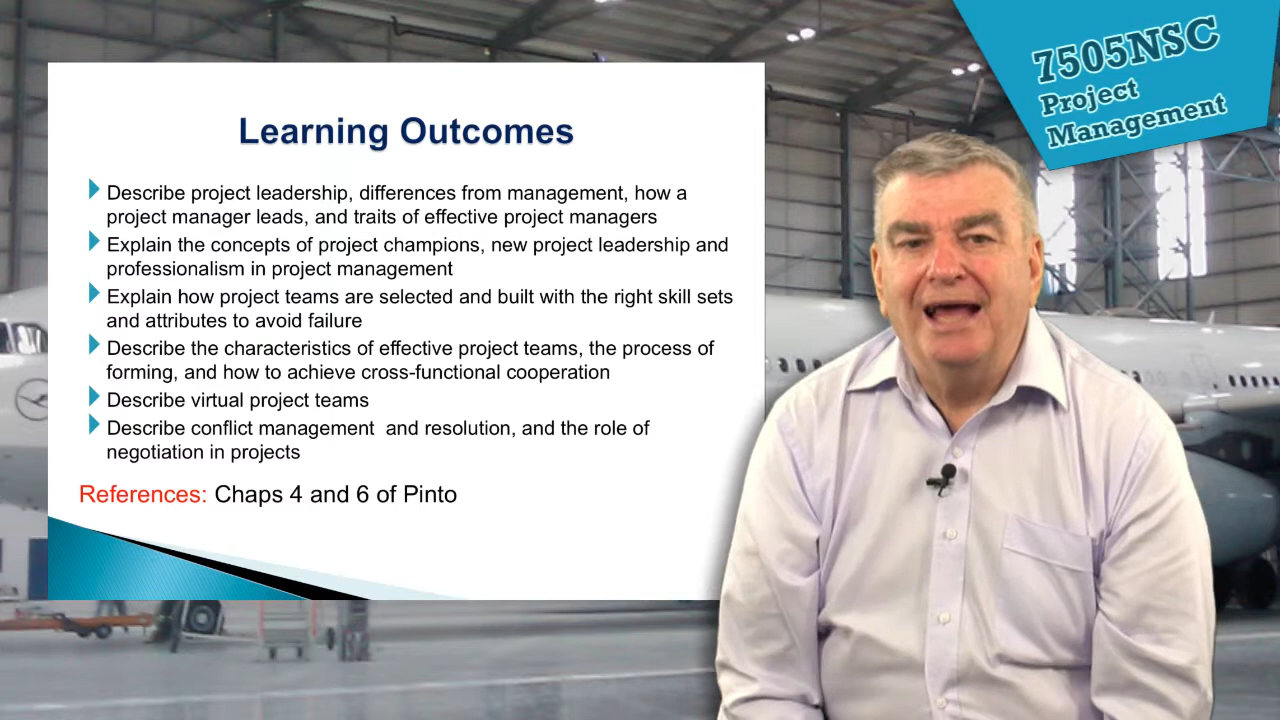 7505NSC
Project
Management
Learning Outcomes
Describe project leadership, differences from management, how a
project manager leads, and traits of effective project managers
Explain the concepts of project champions, new project leadership and
professionalism in project management
Explain how project teams are selected and built with the right skill sets
and attributes to avoid failure
Describe the characteristics of effective project teams, the process of
forming, and how to achieve cross-functional cooperation
Describe virtual project teams
Describe conflict management  and resolution, and the role of
negotiation in projects
References: Chaps 4 and 6 of Pinto